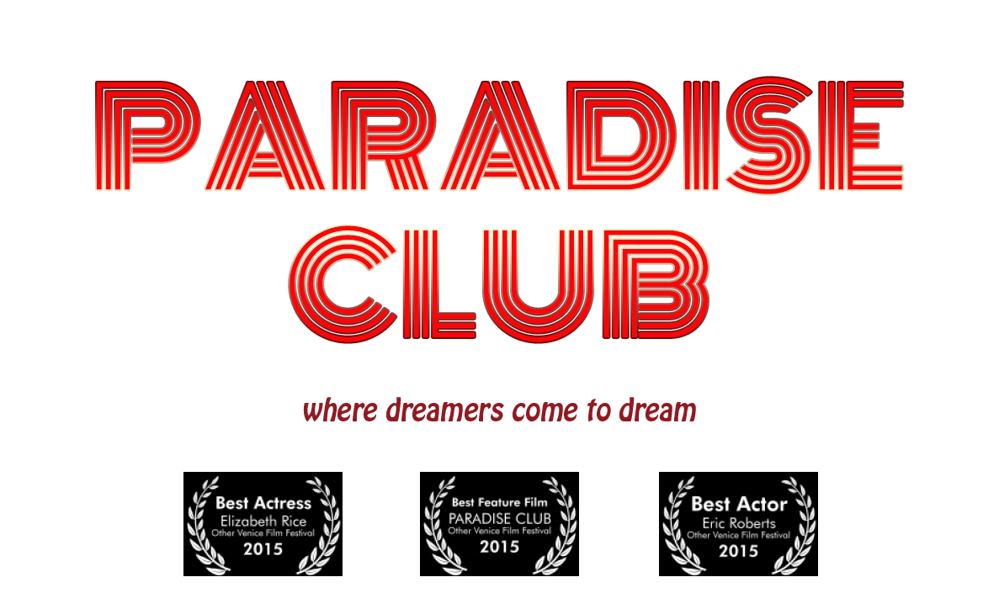 PARADISE
CLUB
where dreamers come to dream
Best Actress
Elizabeth Rice
Other Venice Film Festival
2015
Best Feature Film
PARADISE CLUB
Other Venice Film Festival
2015
Best Actor
Eric Roberts
Other Venice Film Festival
2015